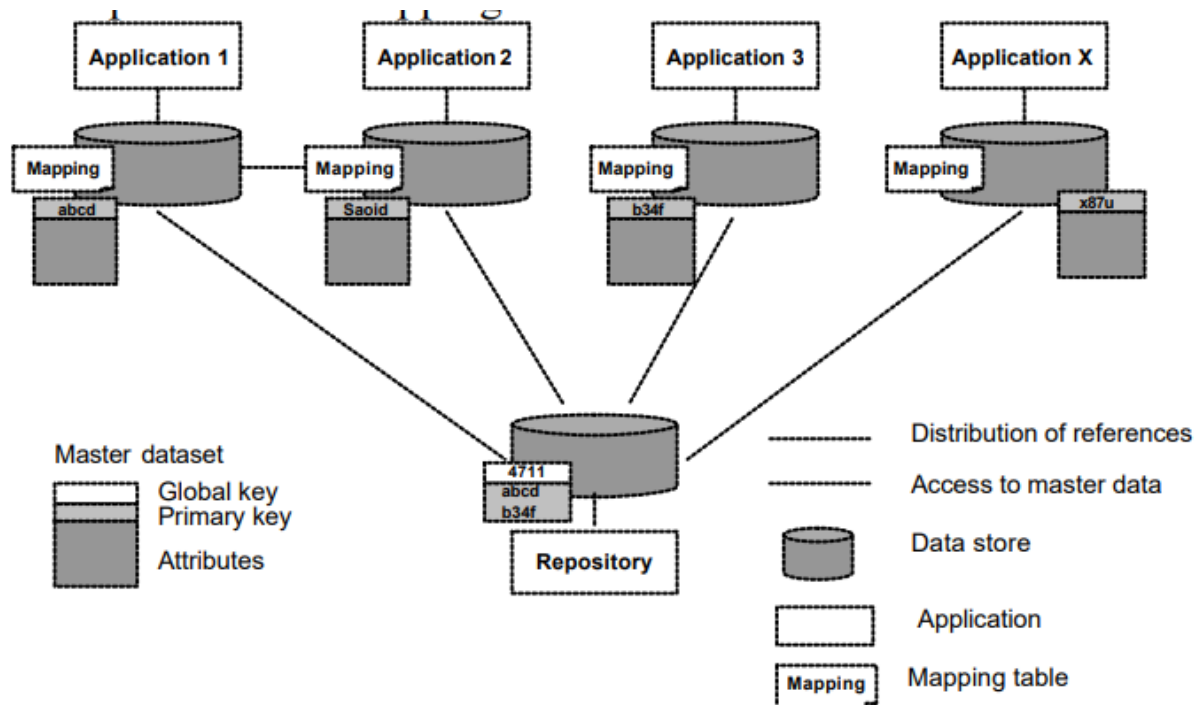 Application 1
Application 2
Application 3
Application X
Mapping
Mapping
Mapping
Mapping
abcd
Saoid
b34f
x87u
4711
abcd
b34f
Repository
Master dataset
Global key
Primary key
Attributes
Distribution of references
Access to master data
Data store
Application
Mapping
Mapping table